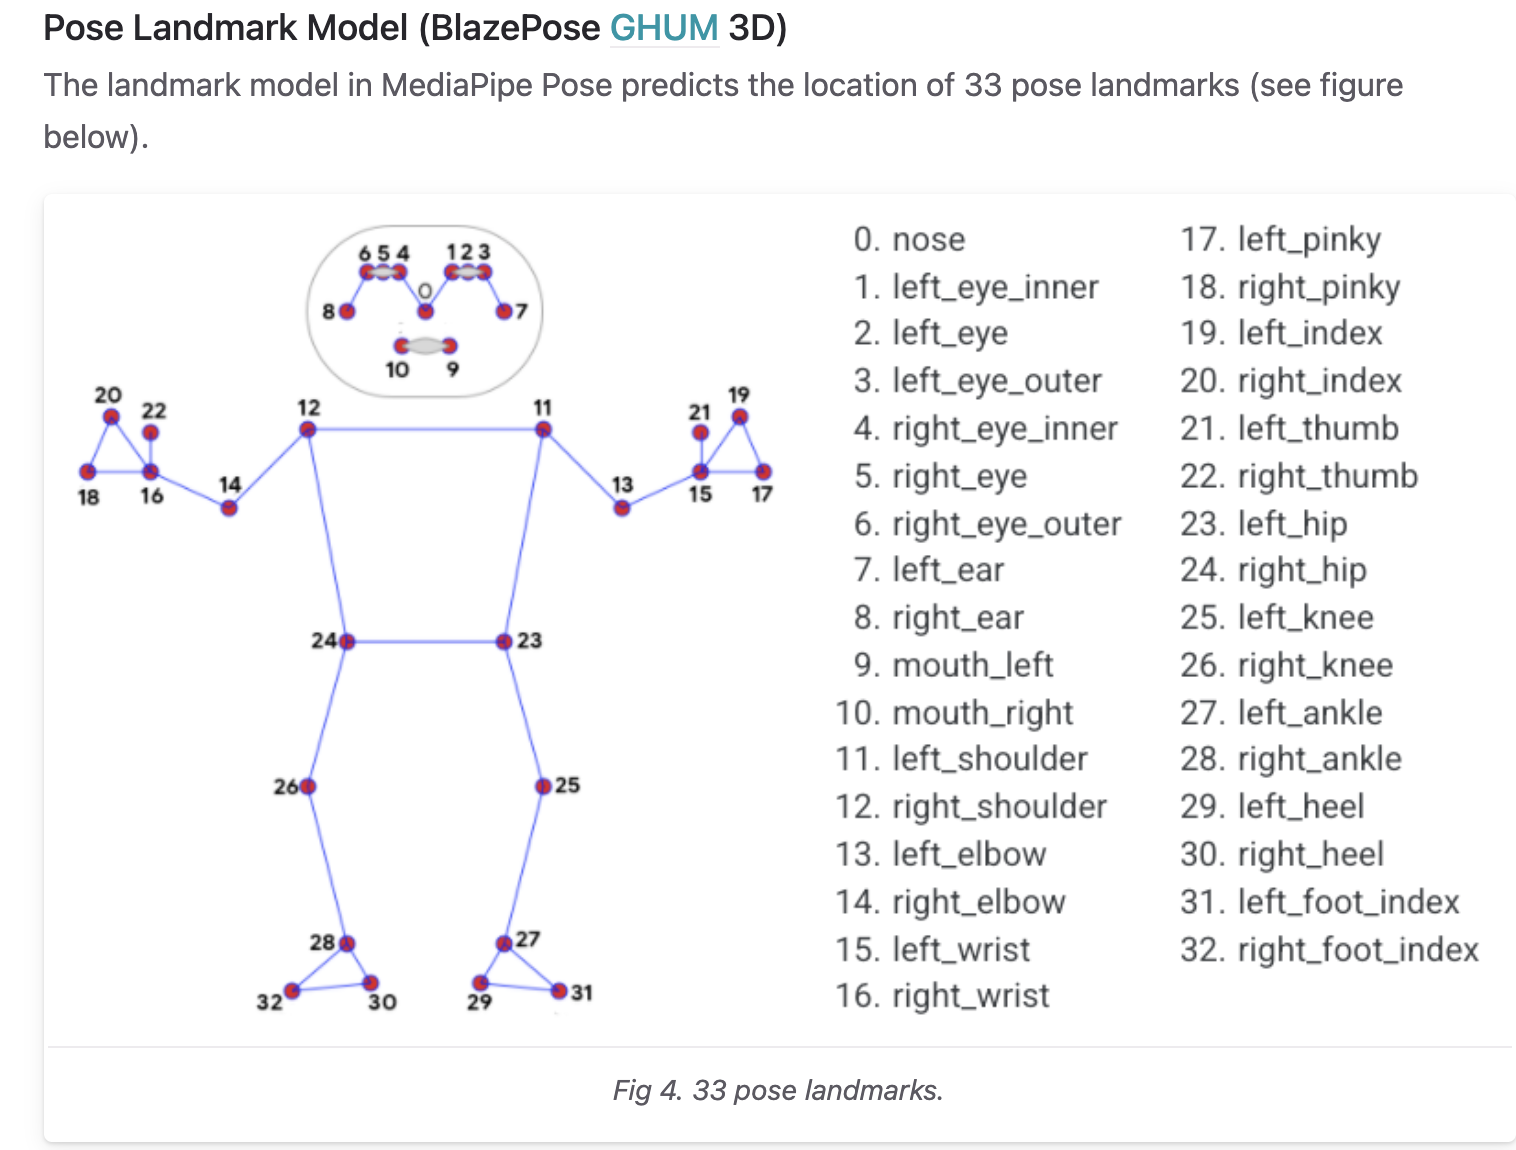 Pose Landmark Model (BlazePose GHUM 3D)
The landmark model in MediaPipe Pose predicts the location of 33 pose landmarks (see figure
below).
6 5 4 1 2 3
0
8 7
10 9
20 19
22 21
12 11
14 13
18 16 15 17
24 23
26 25
28 27
32 30 29 31
0. nose
1. left_eye_inner
2. left_eye
3. left_eye_outer
4. right_eye_inner
5. right_eye
6. right_eye_outer
7. left_ear
8. right_ear
9. mouth_left
10. mouth_right
11. left_shoulder
12. right_shoulder
13. left_elbow
14. right_elbow
15. left_wrist
16. right_wrist
17. left_pinky
18. right_pinky
19. left_index
20. right_index
21. left_thumb
22. right_thumb
23. left_hip
24. right_hip
25. left_knee
26. right_knee
27. left_ankle
28. right_ankle
29. left_heel
30. right_heel
31. left_foot_index
32. right_foot_index
Fig 4. 33 pose landmarks.